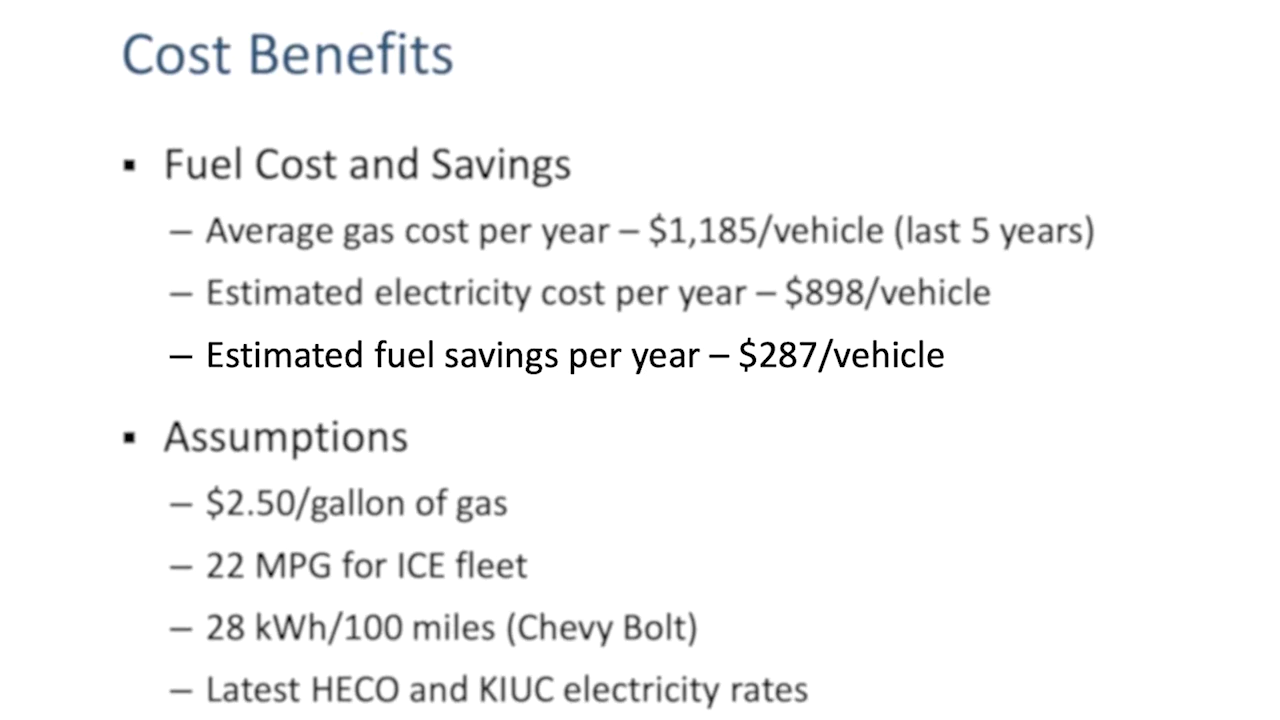 Cost Benefits
▪ Fuel Cost and Savings
– Average gas cost per year – $1,185/vehicle (last 5 years)
– Estimated electricity cost per year – $898/vehicle
– Estimated fuel savings per year – $287/vehicle
▪ Assumptions
– $2.50/gallon of gas
– 22 MPG for ICE fleet
– 28 kWh/100 miles (Chevy Bolt)
– Latest HECO and KIUC electricity rates